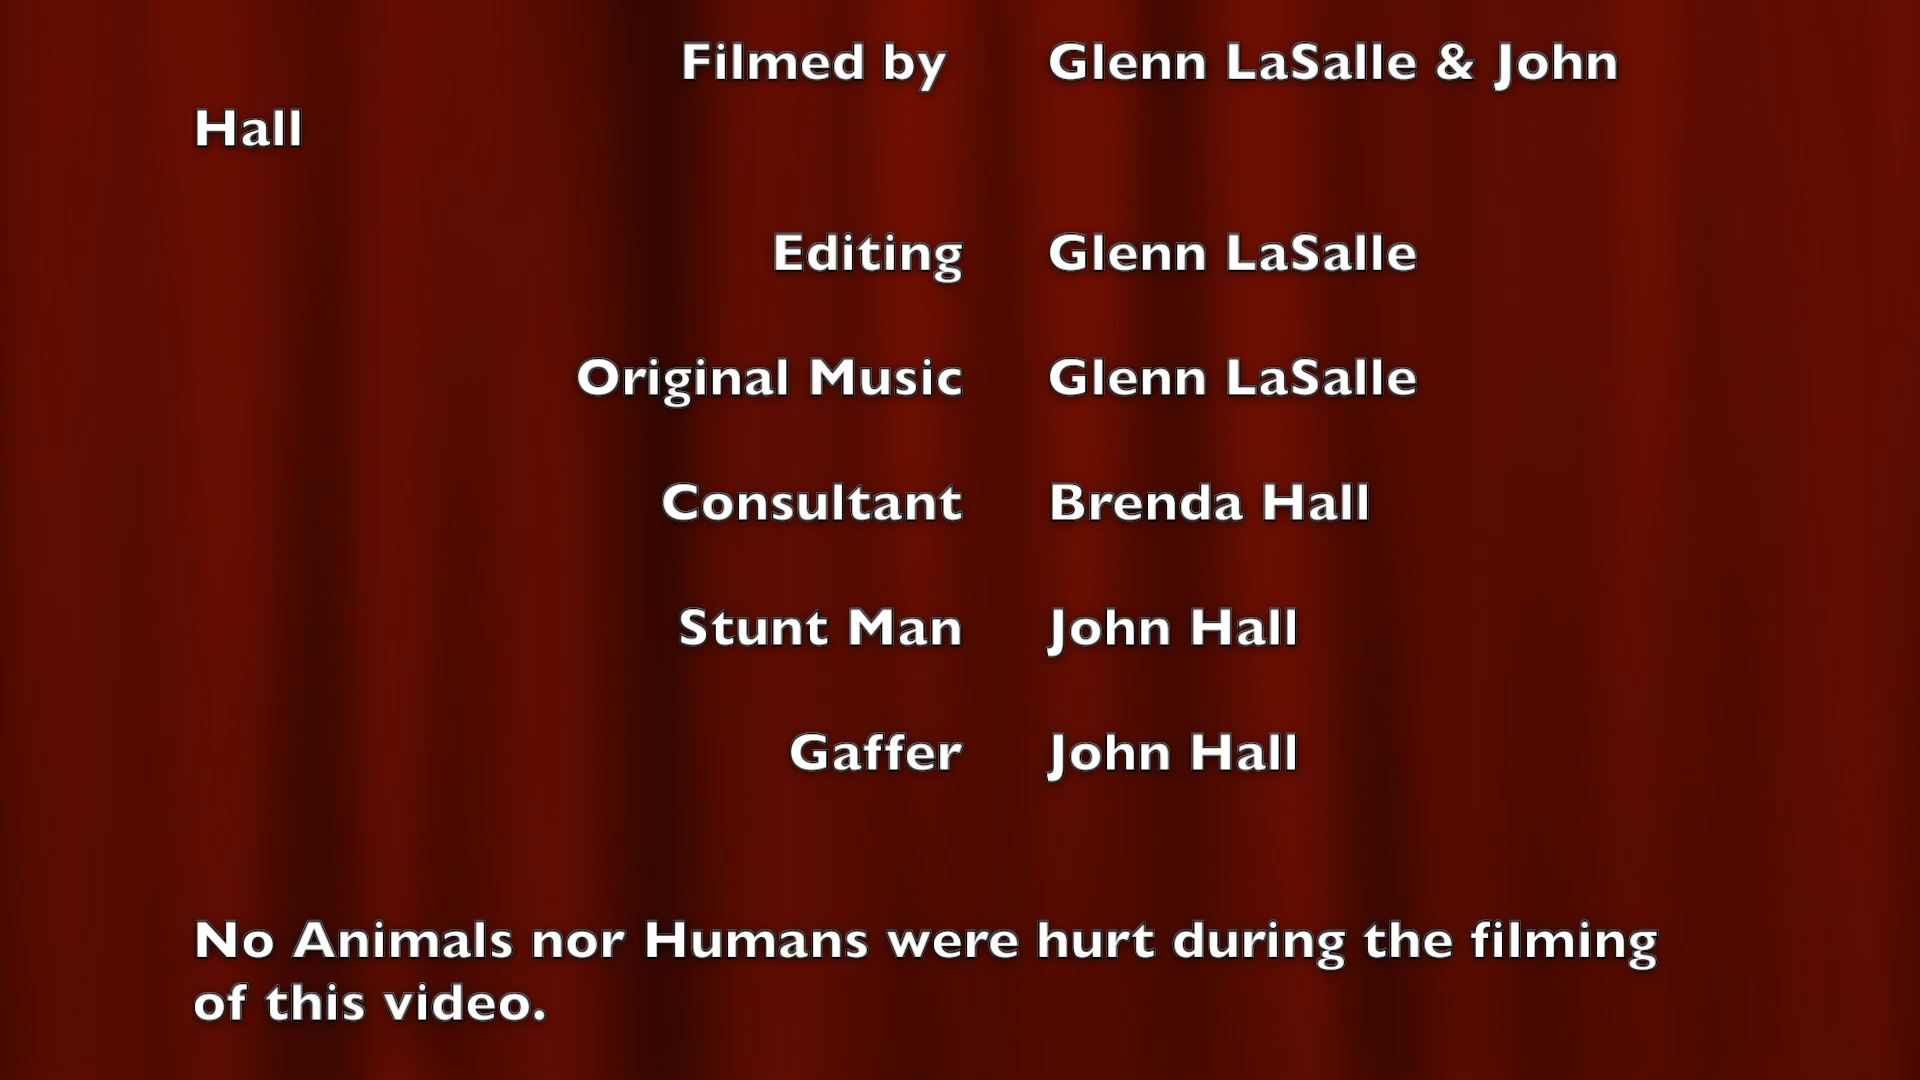 Filmed by Glenn LaSalle & John
Hall
Editing Glenn LaSalle
Original Music Glenn LaSalle
Consultant Brenda Hall
Stunt Man John Hall
Gaffer John Hall
No Animals nor Humans were hurt during the filming
of this video.